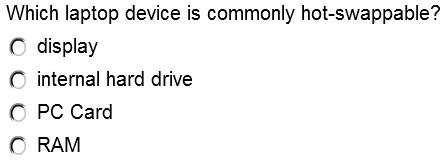 Which laptop device is commonly hot-swappable?
display
internal hard drive
PC Card
RAM